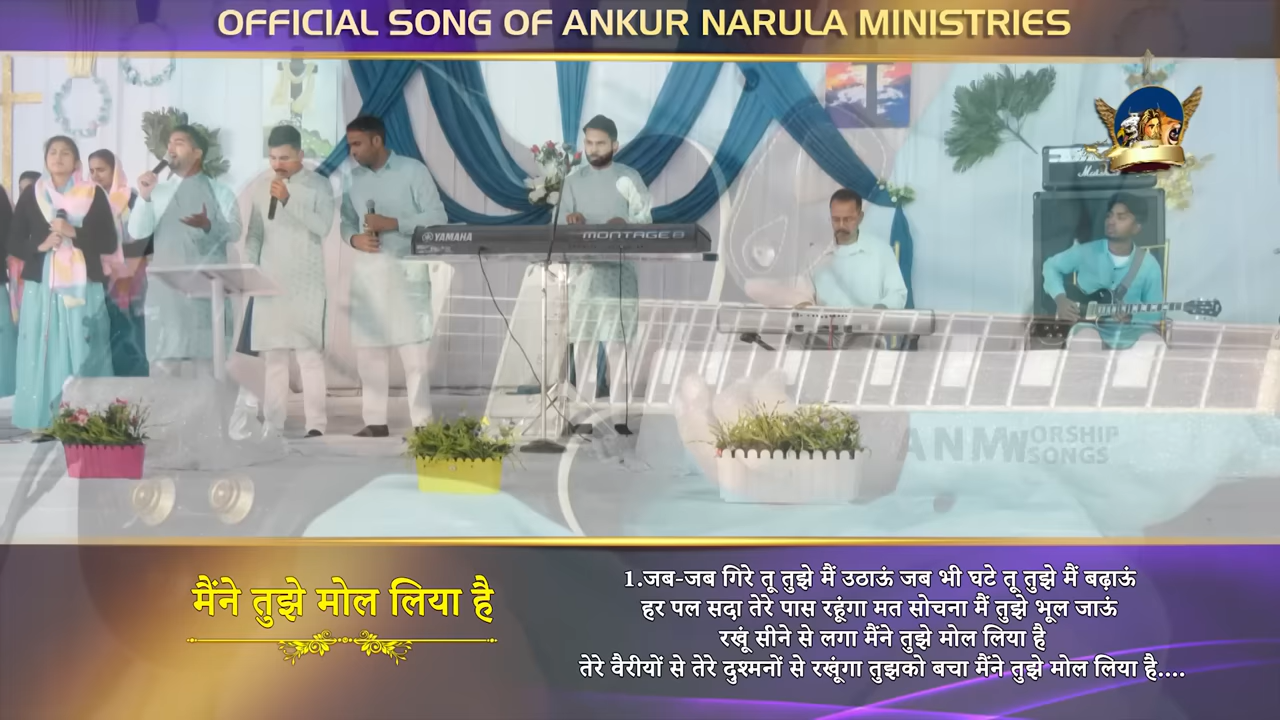 OFFICIAL SONG OF ANKUR NARULA MINISTRIES
Marshall
YAMAHA
MONTAGE 8
ANM WORSHIP
SONGS
मैंने तुझे मोल लिया है
1.जब-जब गिरे तू तुझे मैं उठाऊं जब भी घटे तू तुझे मैं बढ़ाऊं
हर पल सदा तेरे पास रहूंगा मत सोचना मैं तुझे भूल जाऊं
रखूं सीने से लगा मैंने तुझे मोल लिया है
तेरे वैरीयों से तेरे दुश्मनों से रखूंगा तुझको बचा मैंने तुझे मोल लिया है....